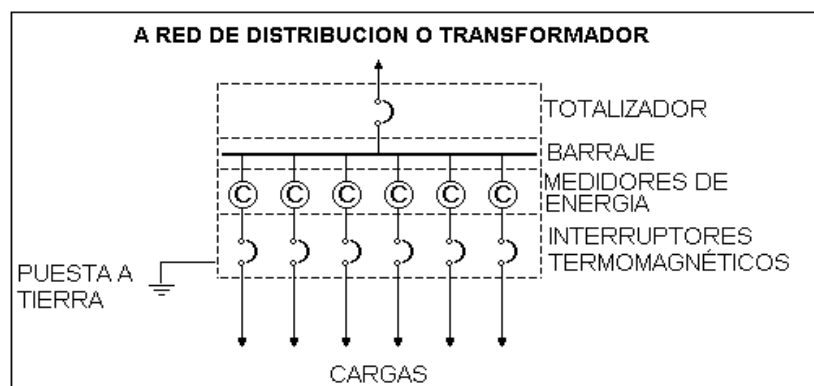 A RED DE DISTRIBUCION O TRANSFORMADOR
TOTALIZADOR
BARRAJE
C C C C C C
MEDIDORES DE
ENERGIA
INTERRUPTORES
TERMOMAGNÉTICOS
PUESTA A
TIERRA
CARGAS